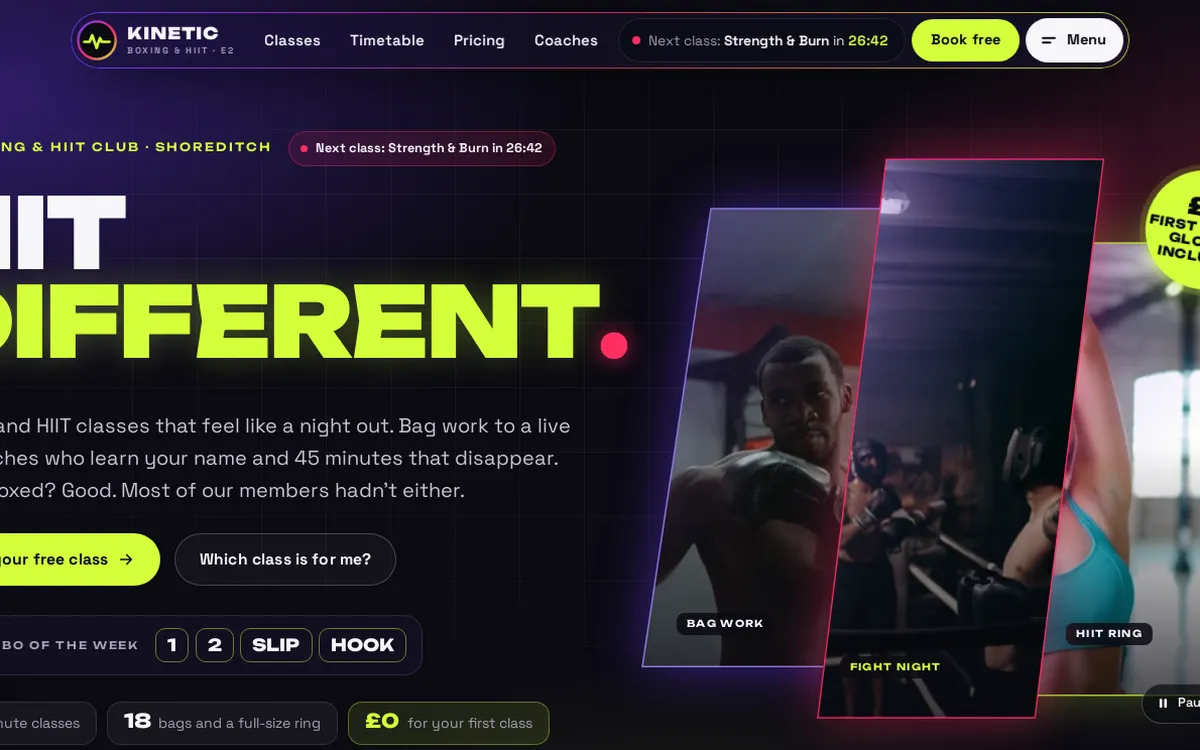 KINETIC
BOXING & HIIT · E2
Classes
Timetable
Pricing
Coaches
Next class: Strength & Burn in 26:42
Book free
Menu
NG & HIIT CLUB · SHOREDITCH
Next class: Strength & Burn in 26:42
HIT
DIFFERENT.
and HIIT classes that feel like a night out. Bag work to a live
ches who learn your name and 45 minutes that disappear.
oxed? Good. Most of our members hadn't either.
your free class →
Which class is for me?
BO OF THE WEEK
1
2
SLIP
HOOK
nute classes
18 bags and a full-size ring
£0 for your first class
BAG WORK
FIGHT NIGHT
HIIT RING
£
FIRST
GLO
INCL
Pau